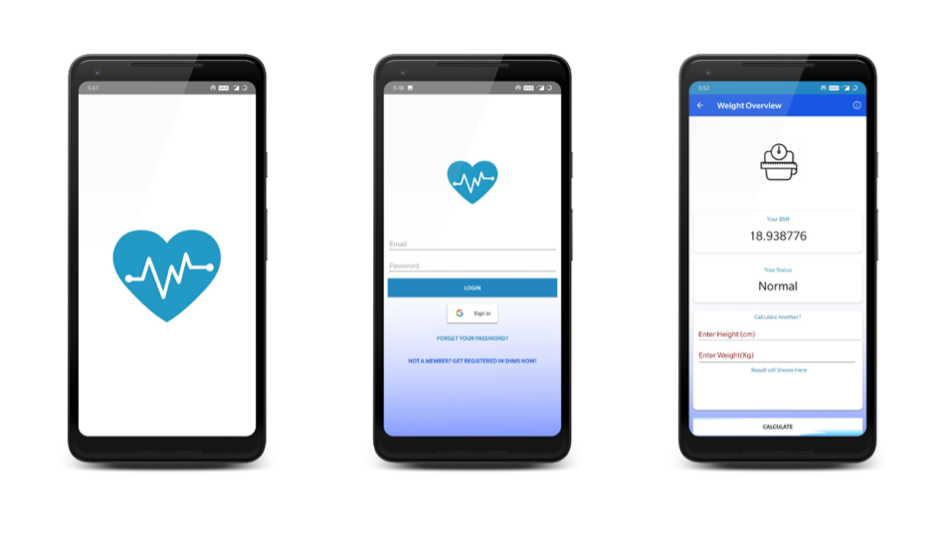 5:47
5:48
Email
Password
LOGIN
Sign in
FORGET YOUR PASSWORD?
NOT A MEMBER? GET REGISTERED IN SHMS NOW!
5:52
Weight Overview
Your BMI
18.938776
Your Status
Normal
Calculate Another?
Enter Height (cm)
Enter Weight(Kg)
Result will Shown Here
CALCULATE